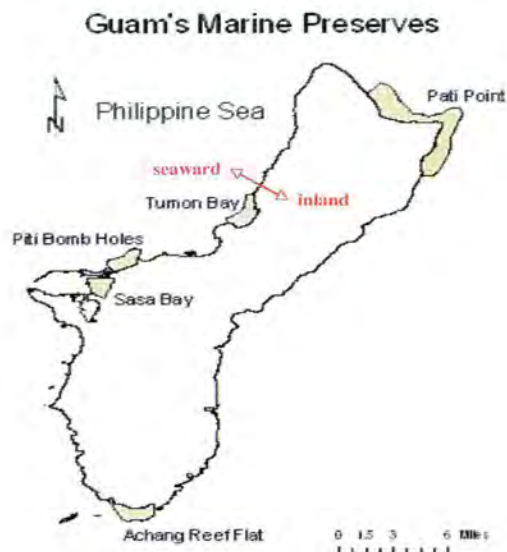 Guam's Marine Preserves
Pati Point
N
Philippine Sea
seaward
Tumon Bay
inland
Piti Bomb Holes
Sasa Bay
Achang Reef Flat
0 1.5 3 6 Miles